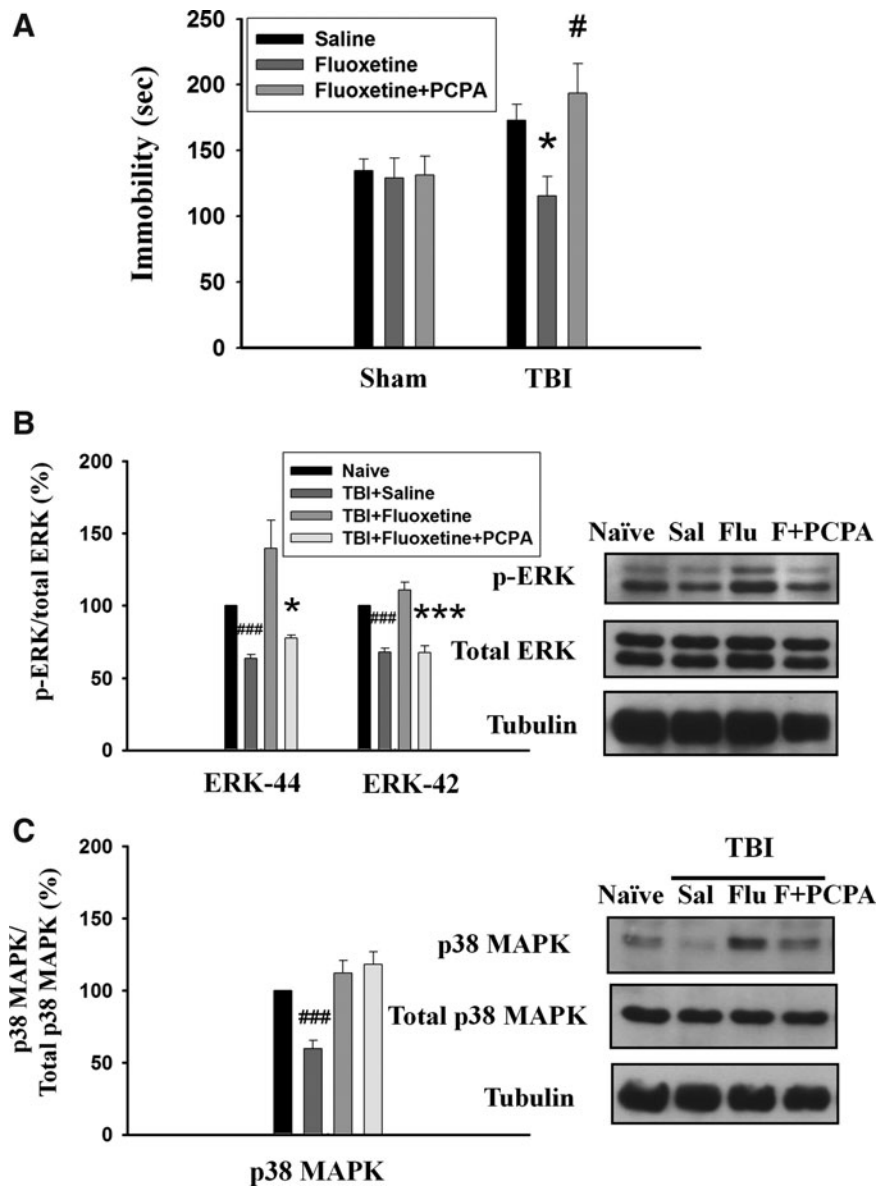 A
Immobility (sec)
250
200
150
100
50
0
Saline
Fluoxetine
Fluoxetine+PCPA
*
#
Sham
TBI
B
p-ERK/total ERK (%)
200
150
100
50
0
Naive
TBI+Saline
TBI+Fluoxetine
TBI+Fluoxetine+PCPA
###
*
###
***
ERK-44
ERK-42
Naïve Sal Flu F+PCPA
p-ERK
Total ERK
Tubulin
C
p38 MAPK/
Total p38 MAPK (%)
200
150
100
50
0
###
p38 MAPK
TBI
Naïve Sal Flu F+PCPA
p38 MAPK
Total p38 MAPK
Tubulin